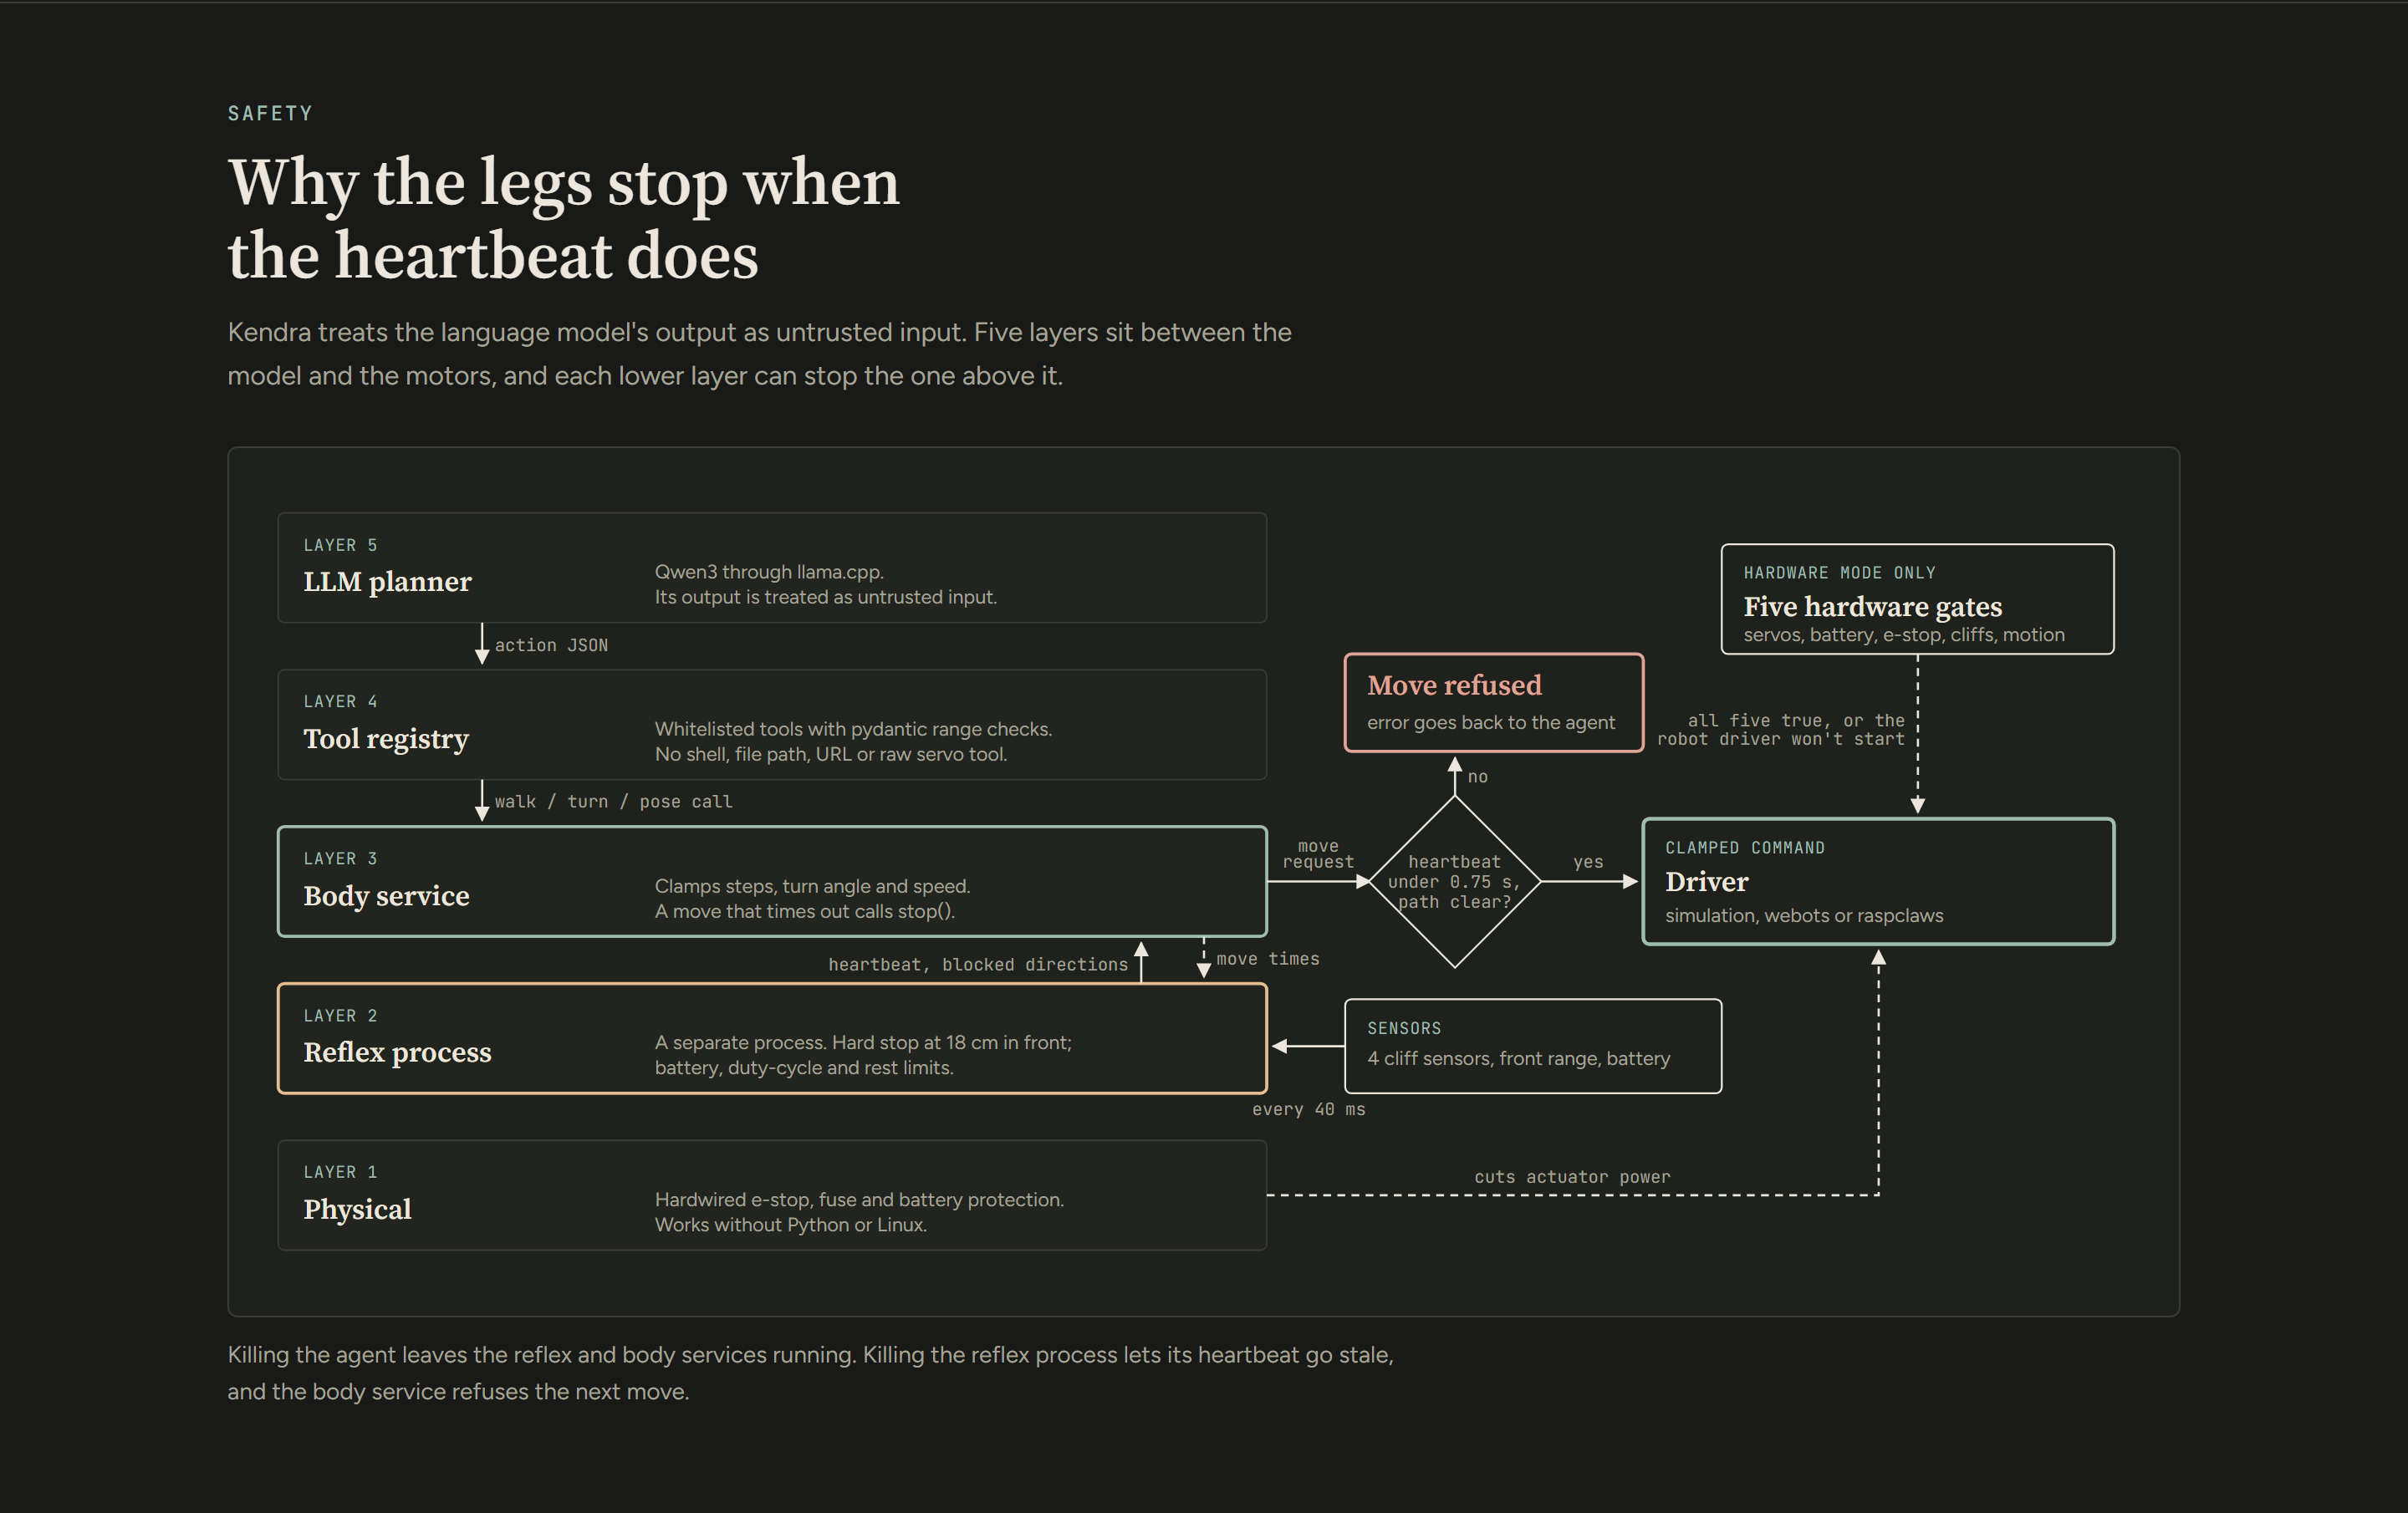 SAFETY
Why the legs stop when
the heartbeat does
Kendra treats the language model's output as untrusted input. Five layers sit between the
model and the motors, and each lower layer can stop the one above it.
LAYER 5
LLM planner
Qwen3 through llama.cpp.
Its output is treated as untrusted input.
action JSON
LAYER 4
Tool registry
Whitelisted tools with pydantic range checks.
No shell, file path, URL or raw servo tool.
walk / turn / pose call
LAYER 3
Body service
Clamps steps, turn angle and speed.
A move that times out calls stop().
heartbeat, blocked directions
move times
LAYER 2
Reflex process
A separate process. Hard stop at 18 cm in front;
battery, duty-cycle and rest limits.
every 40 ms
LAYER 1
Physical
Hardwired e-stop, fuse and battery protection.
Works without Python or Linux.
move
request
heartbeat
under 0.75 s,
path clear?
no
Move refused
error goes back to the agent
yes
HARDWARE MODE ONLY
Five hardware gates
servos, battery, e-stop, cliffs, motion
all five true, or the
robot driver won't start
CLAMPED COMMAND
Driver
simulation, webots or raspclaws
SENSORS
4 cliff sensors, front range, battery
cuts actuator power
Killing the agent leaves the reflex and body services running. Killing the reflex process lets its heartbeat go stale,
and the body service refuses the next move.